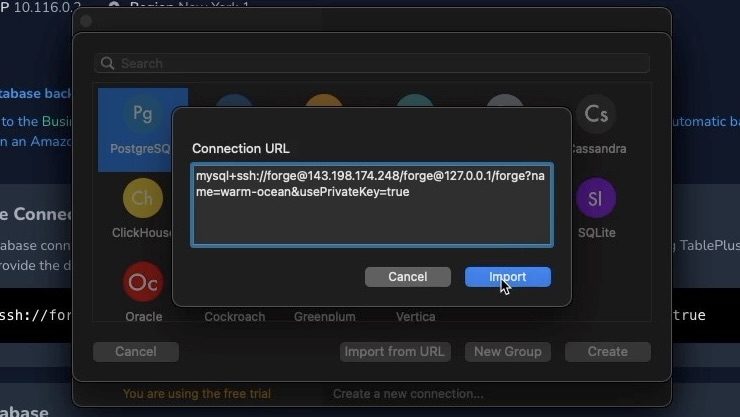 P 10.116.0.2
Region New York 1
Search
tabase back
to the Busi
n an Amazo
utomatic ba
Pg
Cs
PostgreSQ
Cassandra
Connection URL
mysql+ssh://forge@143.198.174.248/forge@127.0.0.1/forge?na
me=warm-ocean&usePrivateKey=true
Ch
Sl
ClickHous
SQLite
e Connec
tabase conn
rovide the d
g TablePlus
Cancel
Import
Oc
Oracle
Cockroach
Greenplum
Vertica
ssh://for
true
Cancel
Import from URL
New Group
Create
You are using the free trial
Create a new connection...
abase